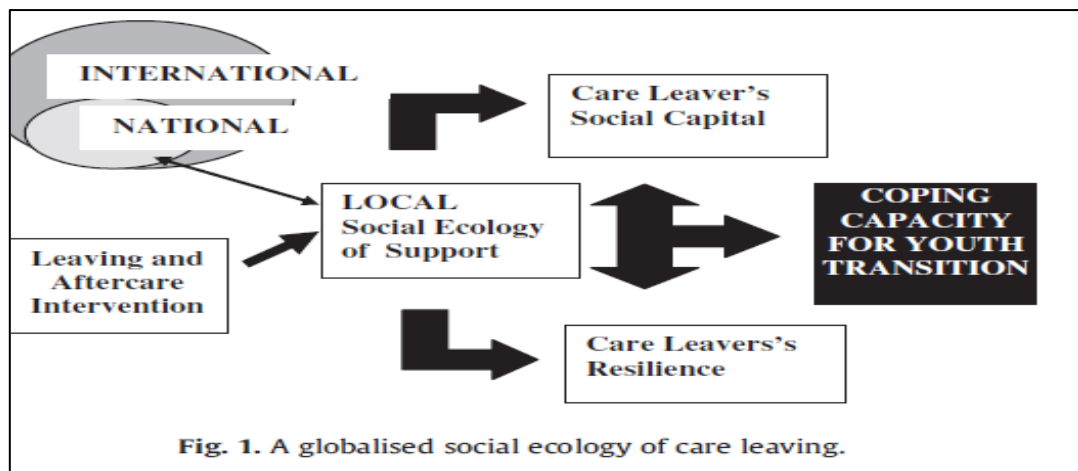 INTERNATIONAL
NATIONAL
Care Leaver's
Social Capital
LOCAL
Social Ecology
of Support
COPING
CAPACITY
FOR YOUTH
TRANSITION
Leaving and
Aftercare
Intervention
Care Leavers's
Resilience
Fig. 1. A globalised social ecology of care leaving.